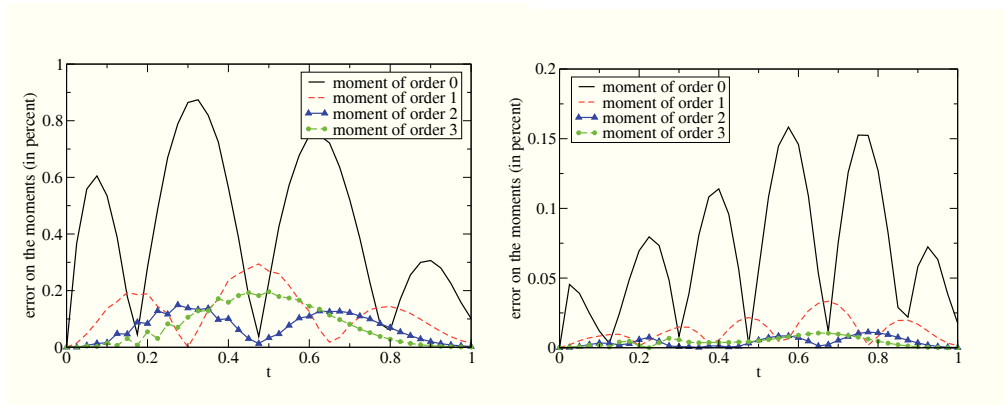 error on the moments (in percent)
1
0.8
0.6
0.4
0.2
0
moment of order 0
moment of order 1
moment of order 2
moment of order 3
0 0.2 0.4 0.6 0.8 1
t
error on the moments (in percent)
0.2
0.15
0.1
0.05
0
moment of order 0
moment of order 1
moment of order 2
moment of order 3
0 0.2 0.4 0.6 0.8 1
t